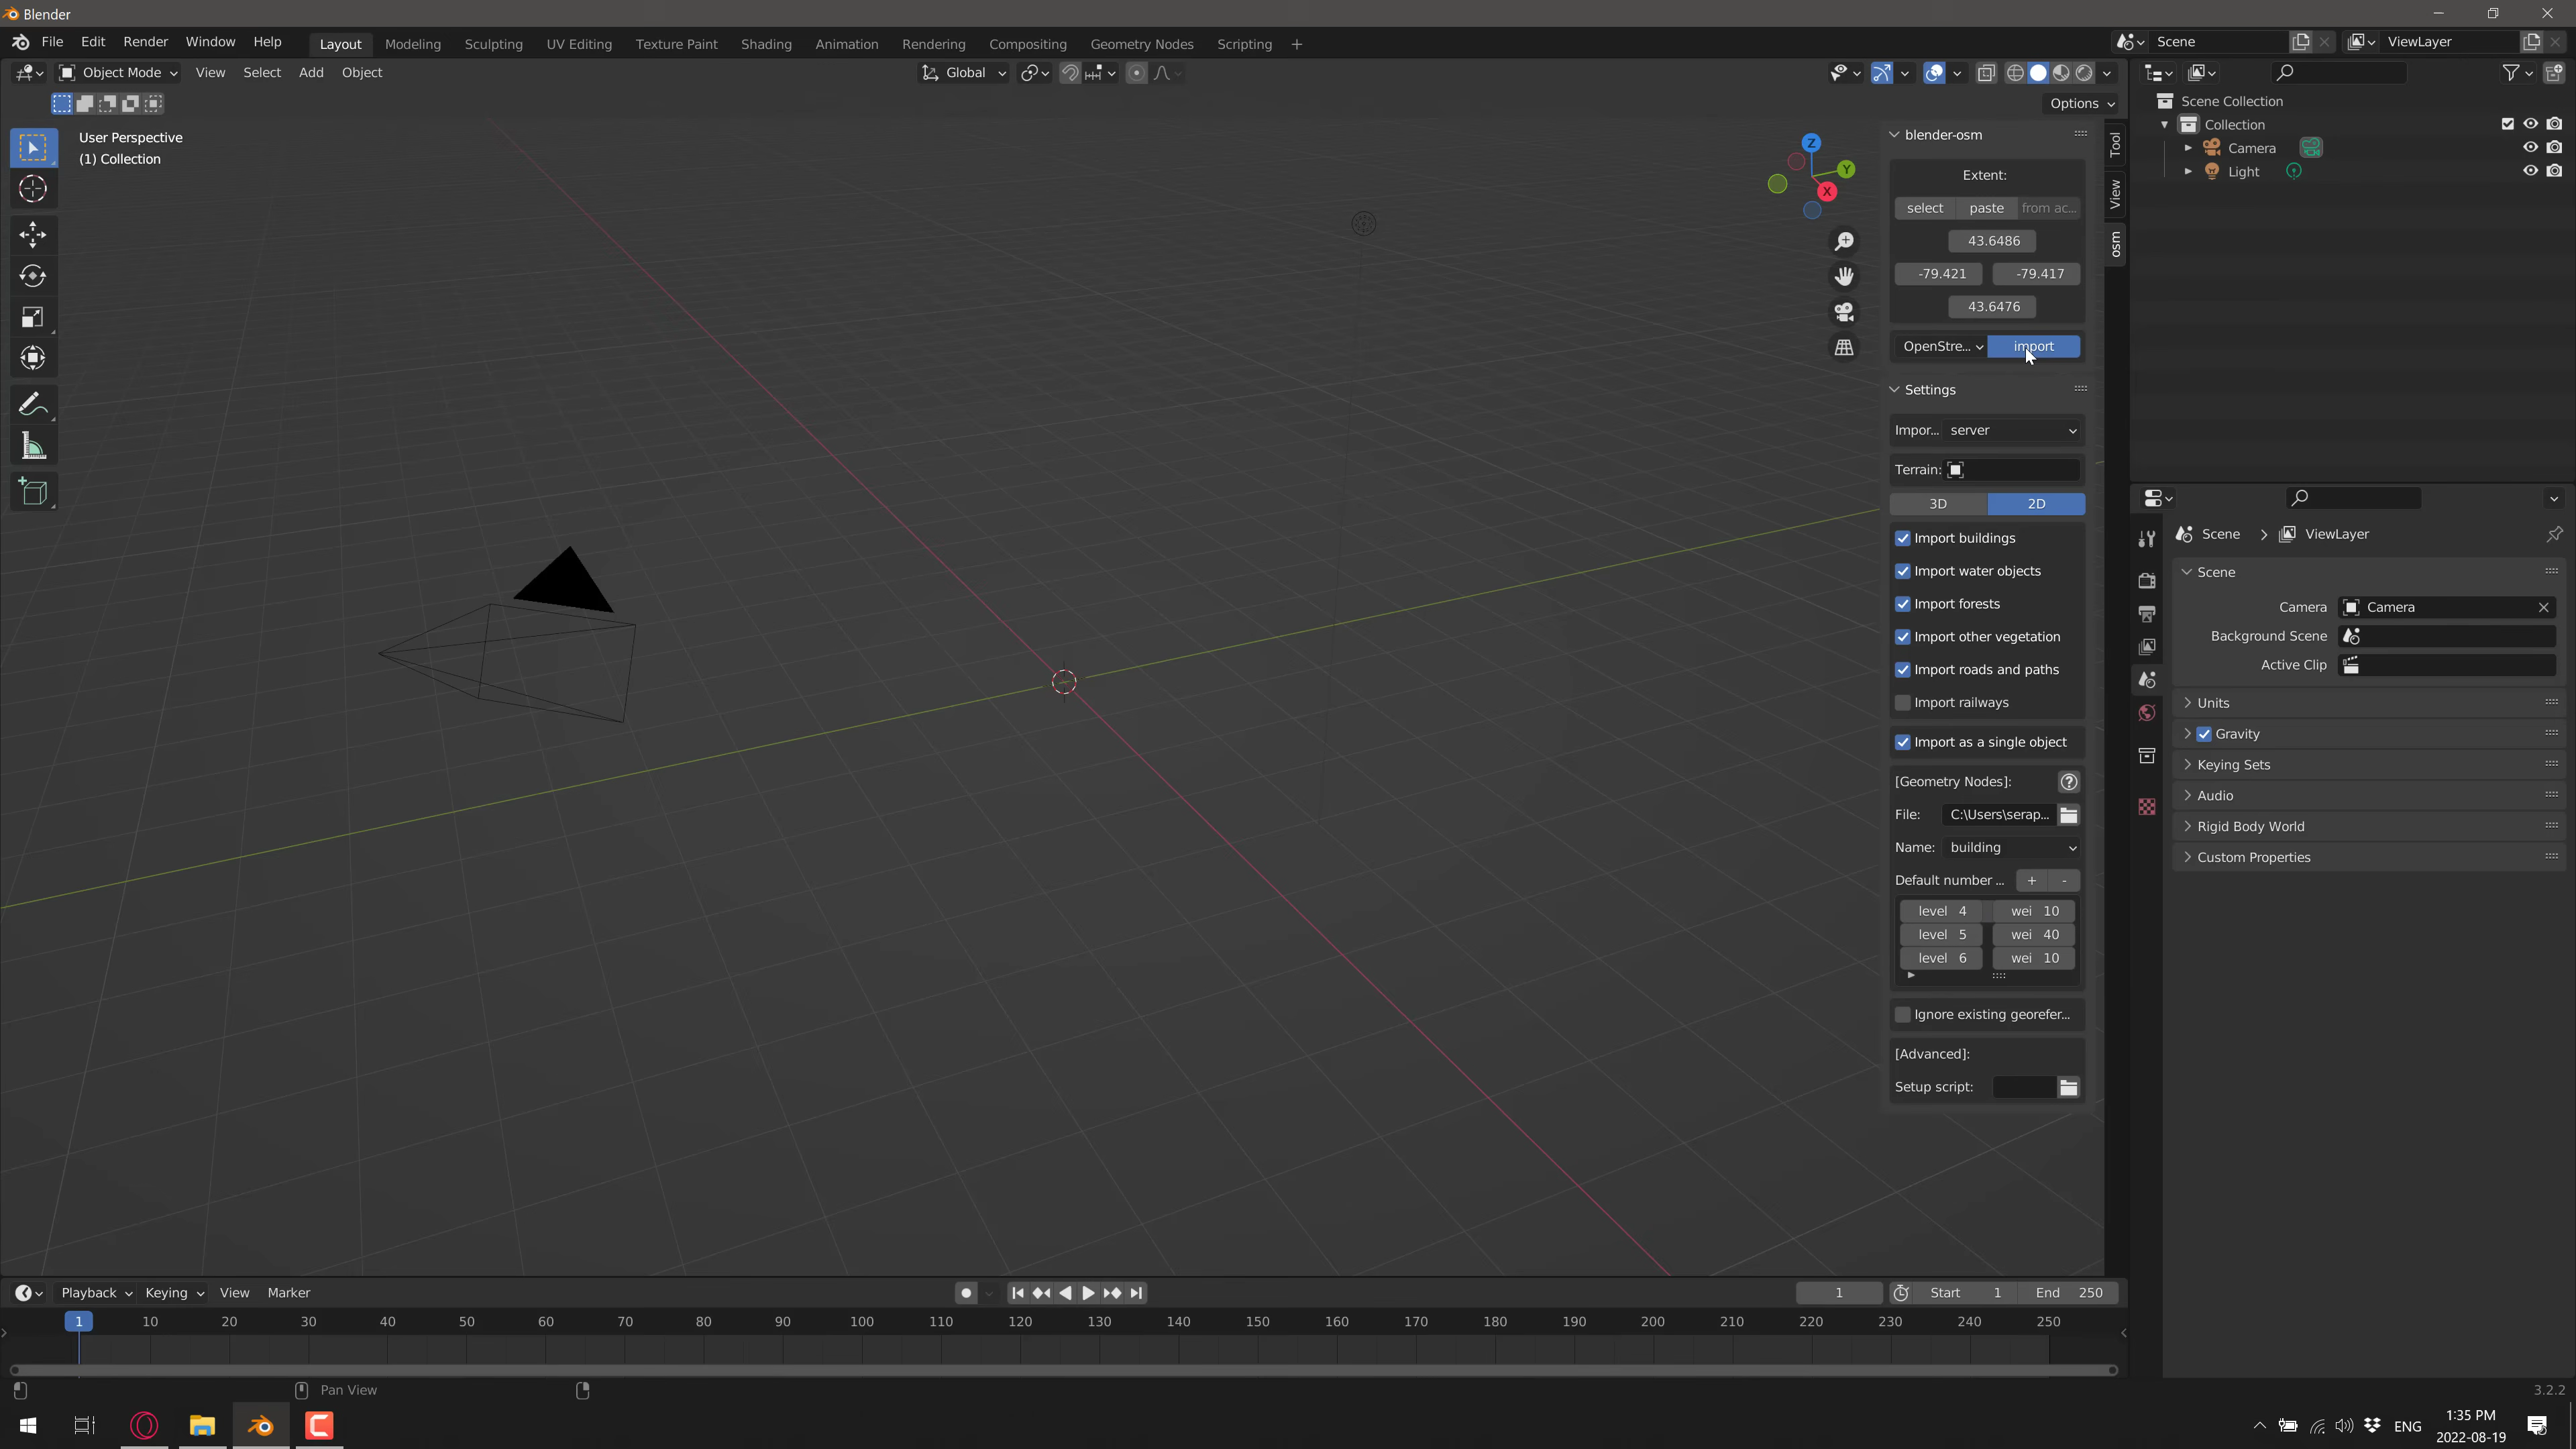 Blender
File Edit Render Window Help Layout Modeling Sculpting UV Editing Texture Paint Shading Animation Rendering Compositing Geometry Nodes Scripting + Scene ViewLayer
Object Mode View Select Add Object Global
Options
User Perspective
(1) Collection
Z
Y
X
Tool
View
osm
blender-osm
Extent:
select paste from ac...
43.6486
-79.421 -79.417
43.6476
OpenStre... import
Settings
Impor... server
Terrain:
3D 2D
Import buildings
Import water objects
Import forests
Import other vegetation
Import roads and paths
Import railways
Import as a single object
[Geometry Nodes]: ?
File: C:\Users\serap...
Name: building
Default number ... + -
level 4 wei 10
level 5 wei 40
level 6 wei 10
Ignore existing georefer...
[Advanced]:
Setup script:
Scene Collection
Collection
Camera
Light
Scene > ViewLayer
Scene
Camera Camera
Background Scene
Active Clip
Units
Gravity
Keying Sets
Audio
Rigid Body World
Custom Properties
Playback Keying View Marker 1 Start 1 End 250
1 10 20 30 40 50 60 70 80 90 100 110 120 130 140 150 160 170 180 190 200 210 220 230 240 250
Pan View 3.2.2
ENG 1:35 PM
2022-08-19